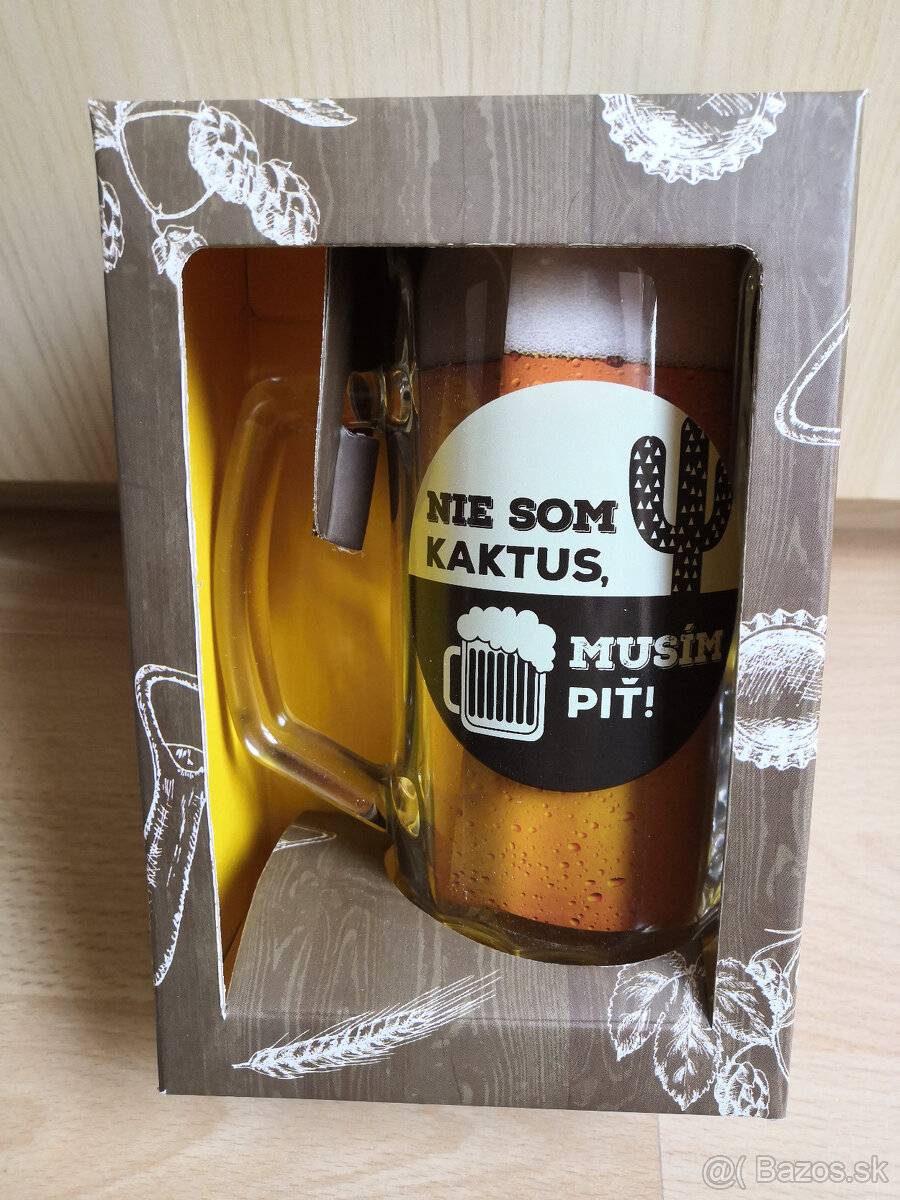 NIE SOM
KAKTUS,
MUSÍM
PIŤ!
@( Bazos.sk